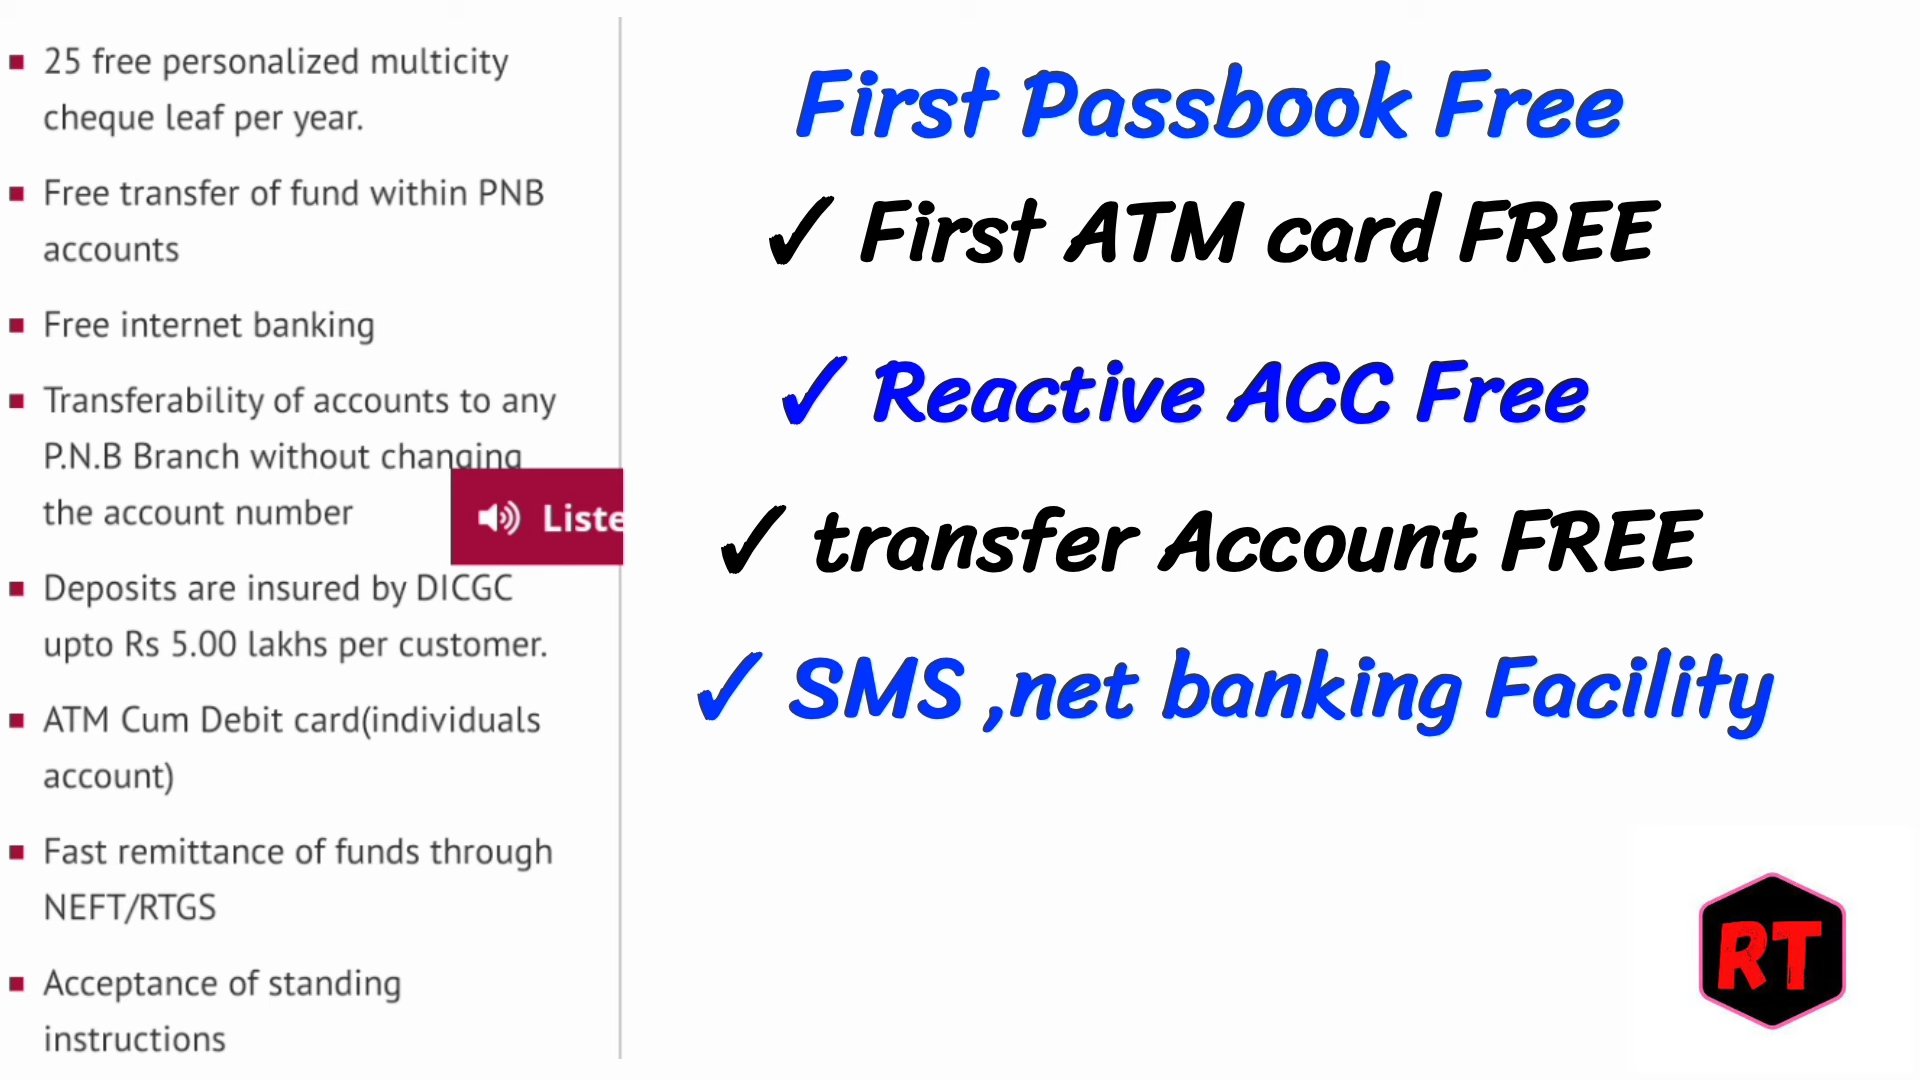 25 free personalized multicity
cheque leaf per year.
Free transfer of fund within PNB
accounts
Free internet banking
Transferability of accounts to any
P.N.B Branch without changing
the account number
Liste
Deposits are insured by DICGC
upto Rs 5.00 lakhs per customer.
ATM Cum Debit card(individuals
account)
Fast remittance of funds through
NEFT/RTGS
Acceptance of standing
instructions
First Passbook Free
✓ First ATM card FREE
✓ Reactive ACC Free
✓ transfer Account FREE
✓ SMS ,net banking Facility
RT